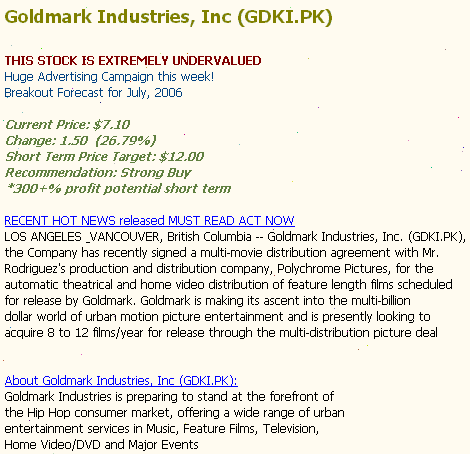 Goldmark Industries, Inc (GDKI.PK)
THIS STOCK IS EXTREMELY UNDERVALUED
Huge Advertising Campaign this week!
Breakout Forecast for July, 2006
Current Price: $7.10
Change: 1.50 (26.79%)
Short Term Price Target: $12.00
Recommendation: Strong Buy
*300+% profit potential short term
RECENT HOT NEWS released MUST READ ACT NOW
LOS ANGELES _VANCOUVER, British Columbia -- Goldmark Industries, Inc. (GDKI.PK),
the Company has recently signed a multi-movie distribution agreement with Mr.
Rodriguez's production and distribution company, Polychrome Pictures, for the
automatic theatrical and home video distribution of feature length films scheduled
for release by Goldmark. Goldmark is making its ascent into the multi-billion
dollar world of urban motion picture entertainment and is presently looking to
acquire 8 to 12 films/year for release through the multi-distribution picture deal
About Goldmark Industries, Inc (GDKI.PK):
Goldmark Industries is preparing to stand at the forefront of
the Hip Hop consumer market, offering a wide range of urban
entertainment services in Music, Feature Films, Television,
Home Video/DVD and Major Events